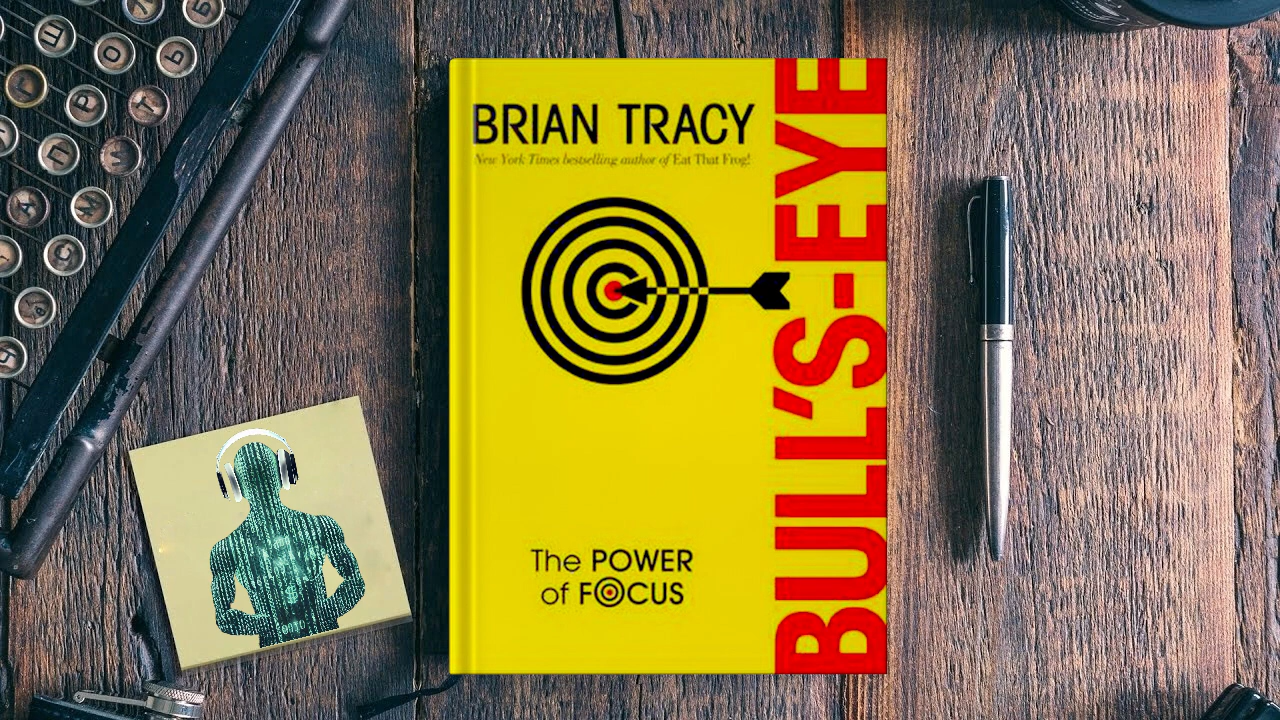 BRIAN TRACY
New York Times bestselling author of Eat That Frog!
BULL'S-EYE
The POWER
of FOCUS
Ш О Ь
Г Р Т
П И
А М